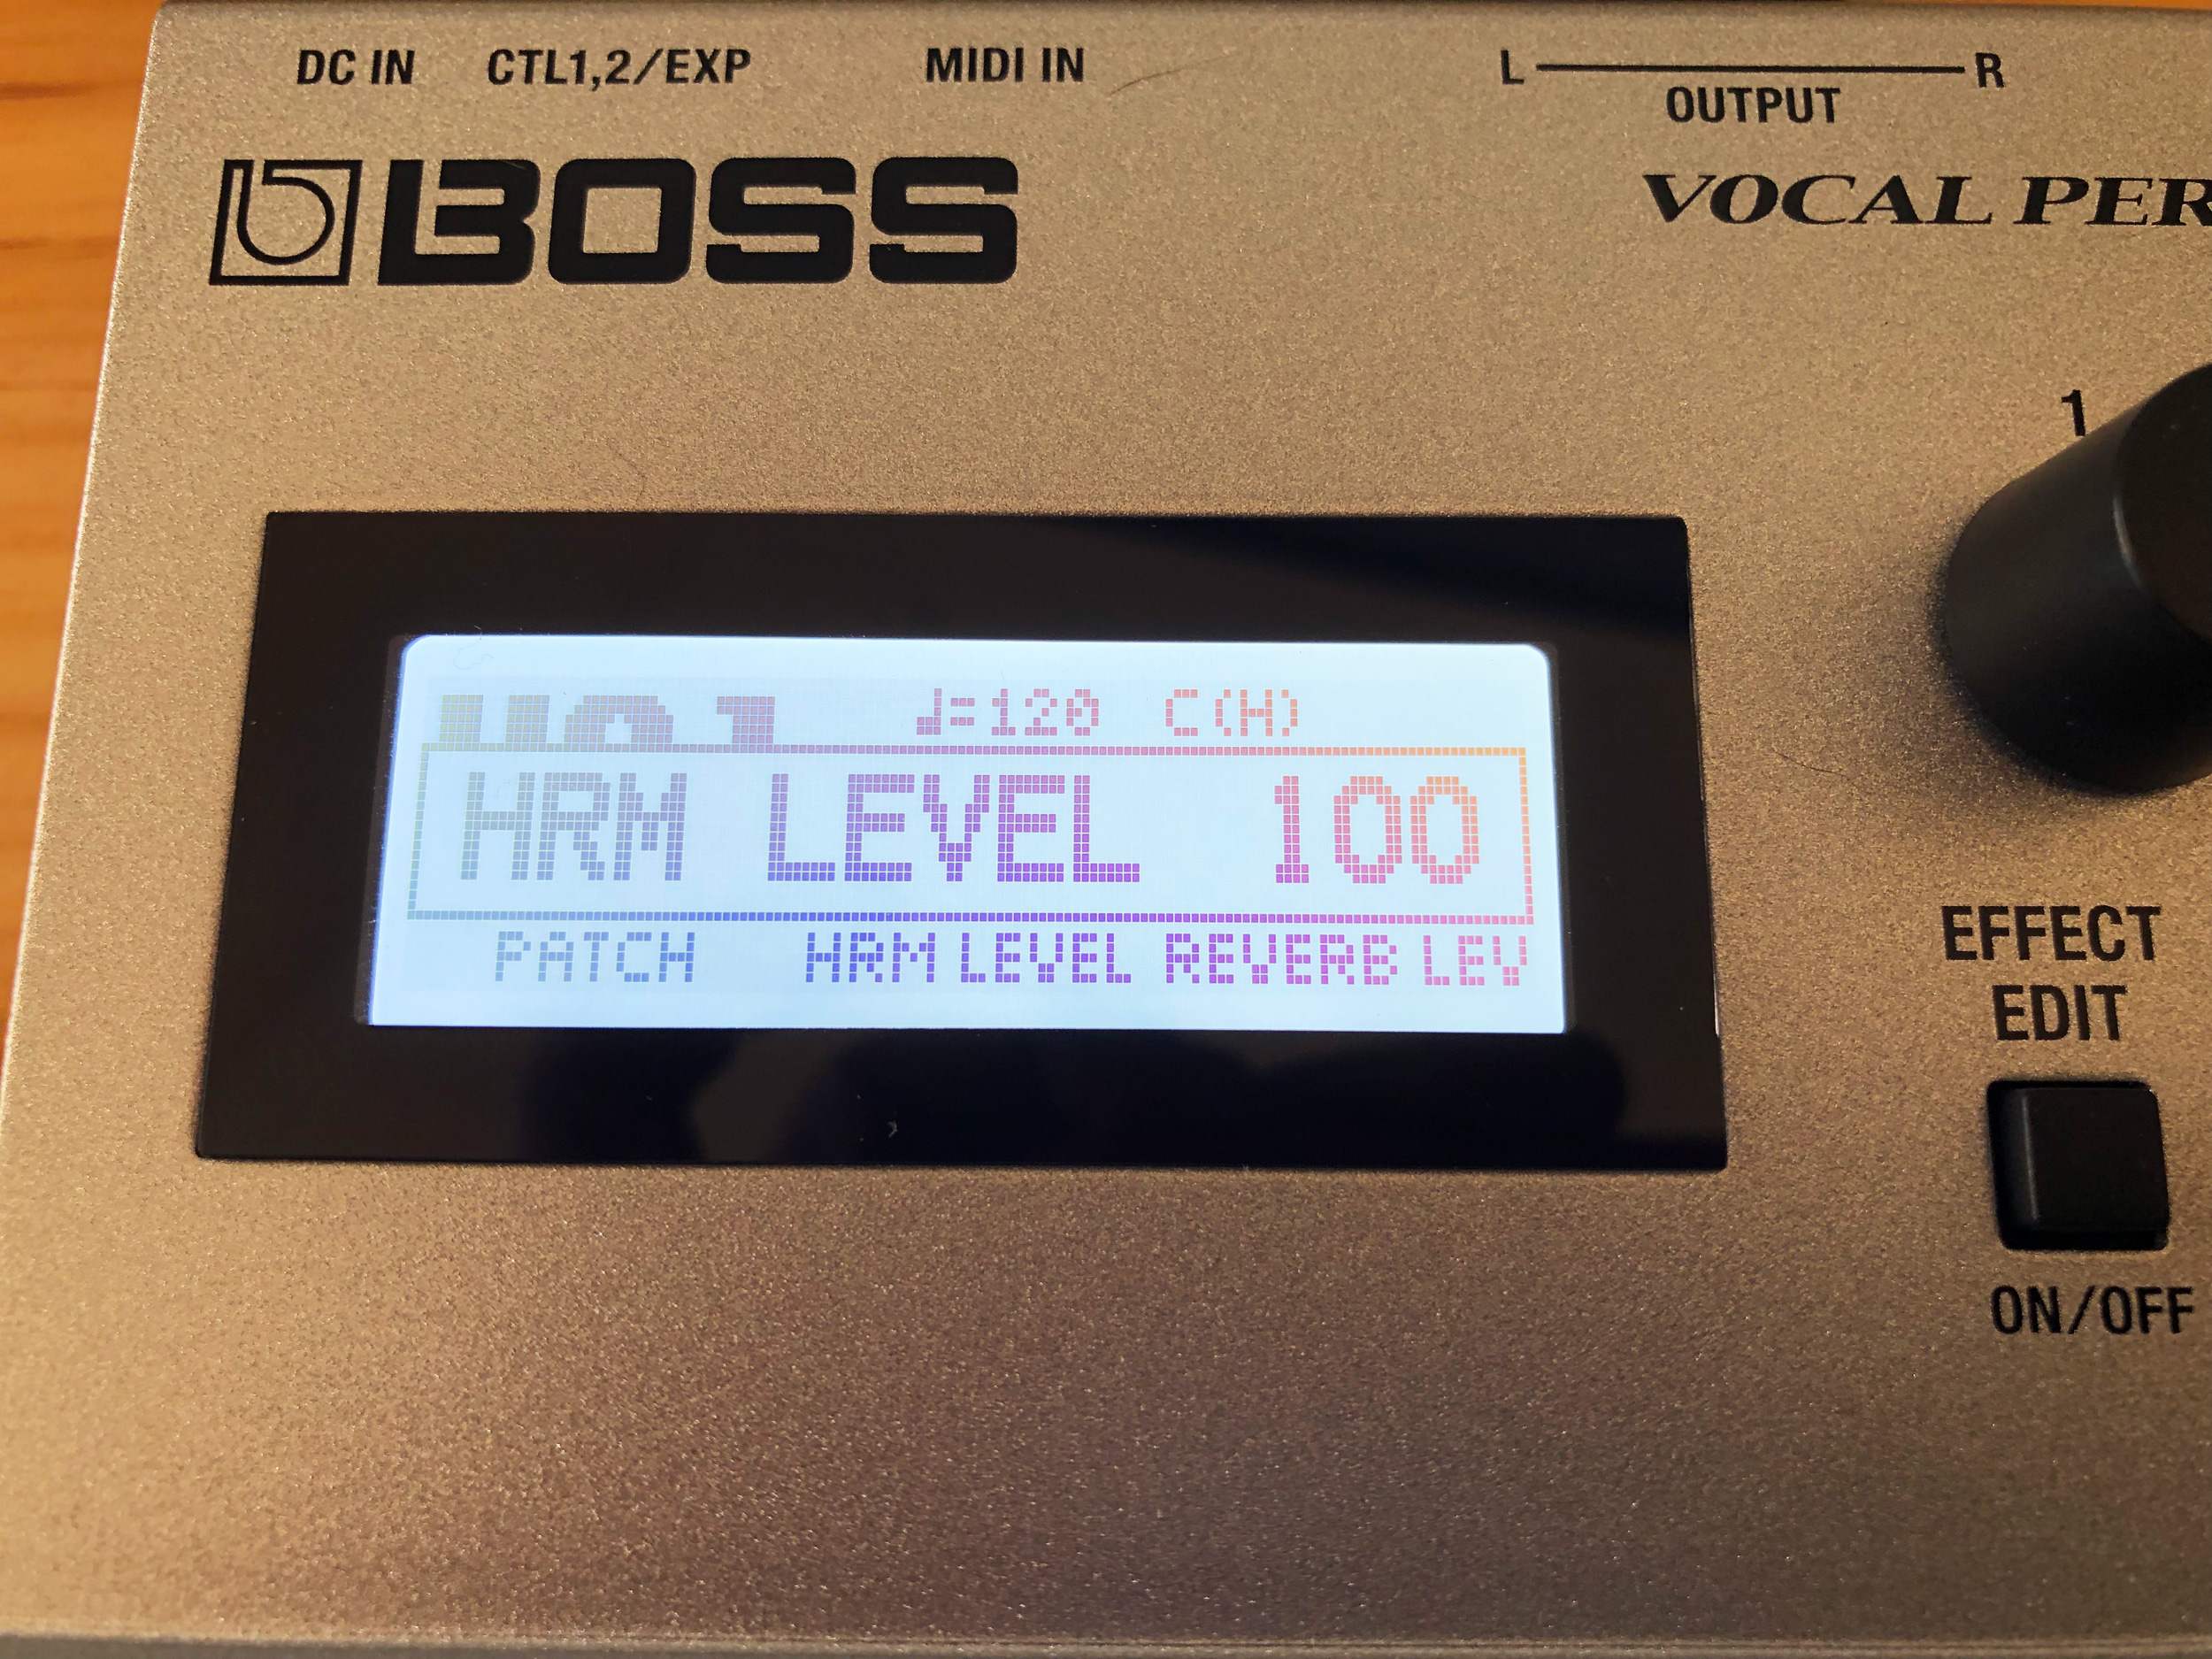 DC IN CTL1,2/EXP MIDI IN L R
OUTPUT
BOSS
VOCAL
1
♩=120 C(H)
HRM LEVEL 100
PATCH HRM LEVEL REVERB LEV
EFFECT
EDIT
ON/OFF